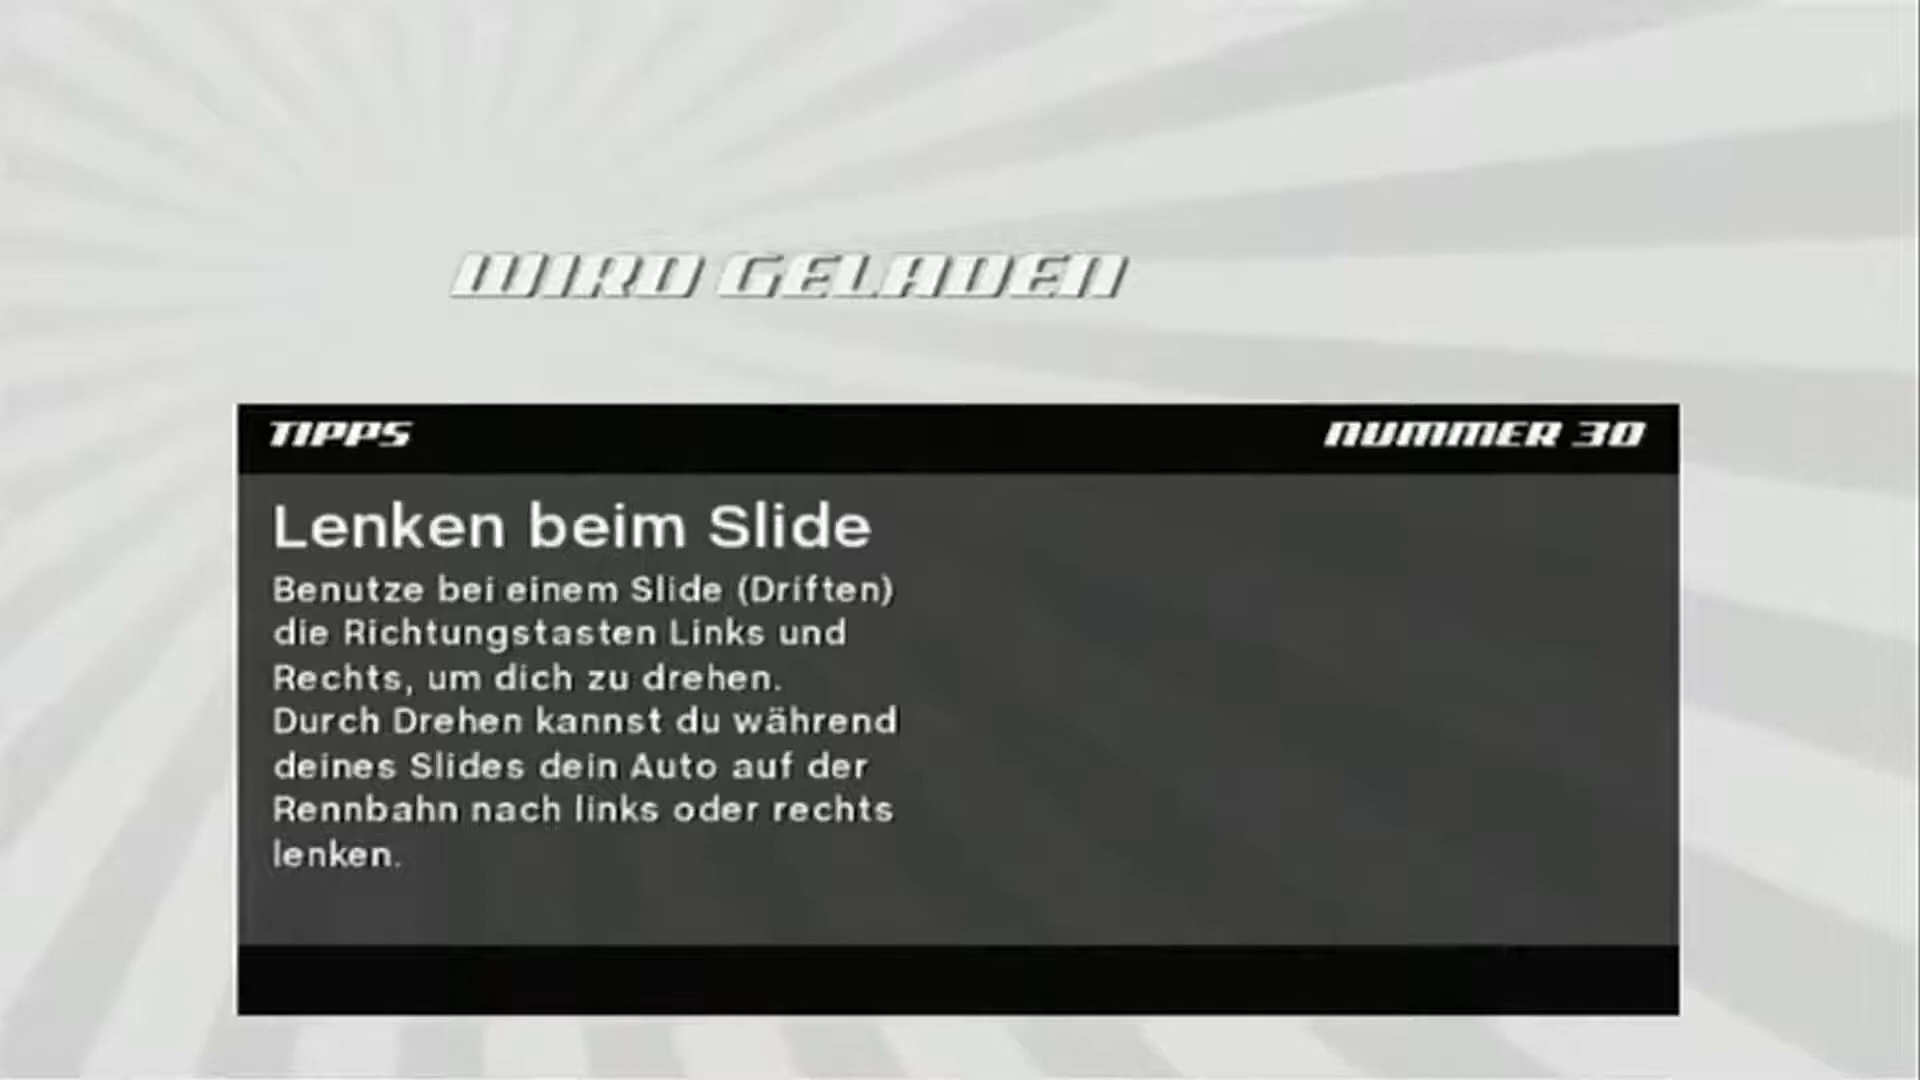 WIRD GELADEN
TIPPS
NUMMER 30
Lenken beim Slide
Benutze bei einem Slide (Driften)
die Richtungstasten Links und
Rechts, um dich zu drehen.
Durch Drehen kannst du während
deines Slides dein Auto auf der
Rennbahn nach links oder rechts
lenken.